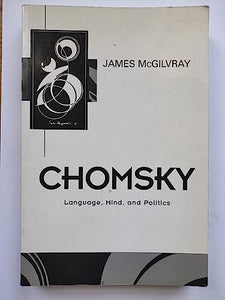 JAMES McGILVRAY
CHOMSKY
Language, Mind, and Politics